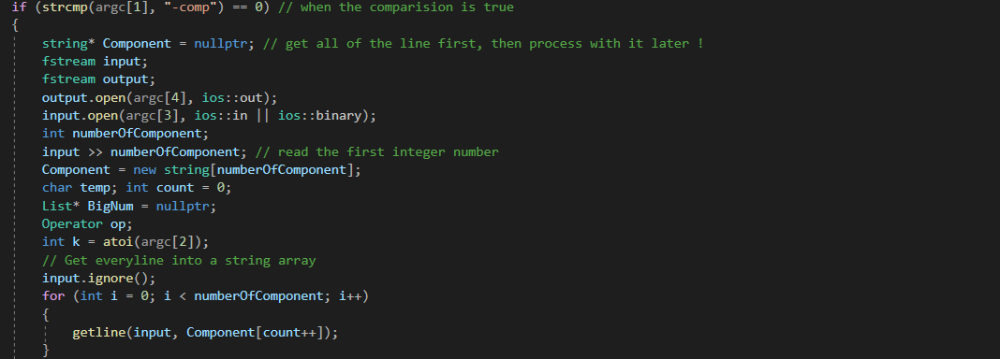 if (strcmp(argc[1], "-comp") == 0) // when the comparision is true
{
string* Component = nullptr; // get all of the line first, then process with it later !
fstream input;
fstream output;
output.open(argc[4], ios::out);
input.open(argc[3], ios::in || ios::binary);
int numberOfComponent;
input >> numberOfComponent; // read the first integer number
Component = new string[numberOfComponent];
char temp; int count = 0;
List* BigNum = nullptr;
Operator op;
int k = atoi(argc[2]);
// Get everyline into a string array
input.ignore();
for (int i = 0; i < numberOfComponent; i++)
{
getline(input, Component[count++]);
}